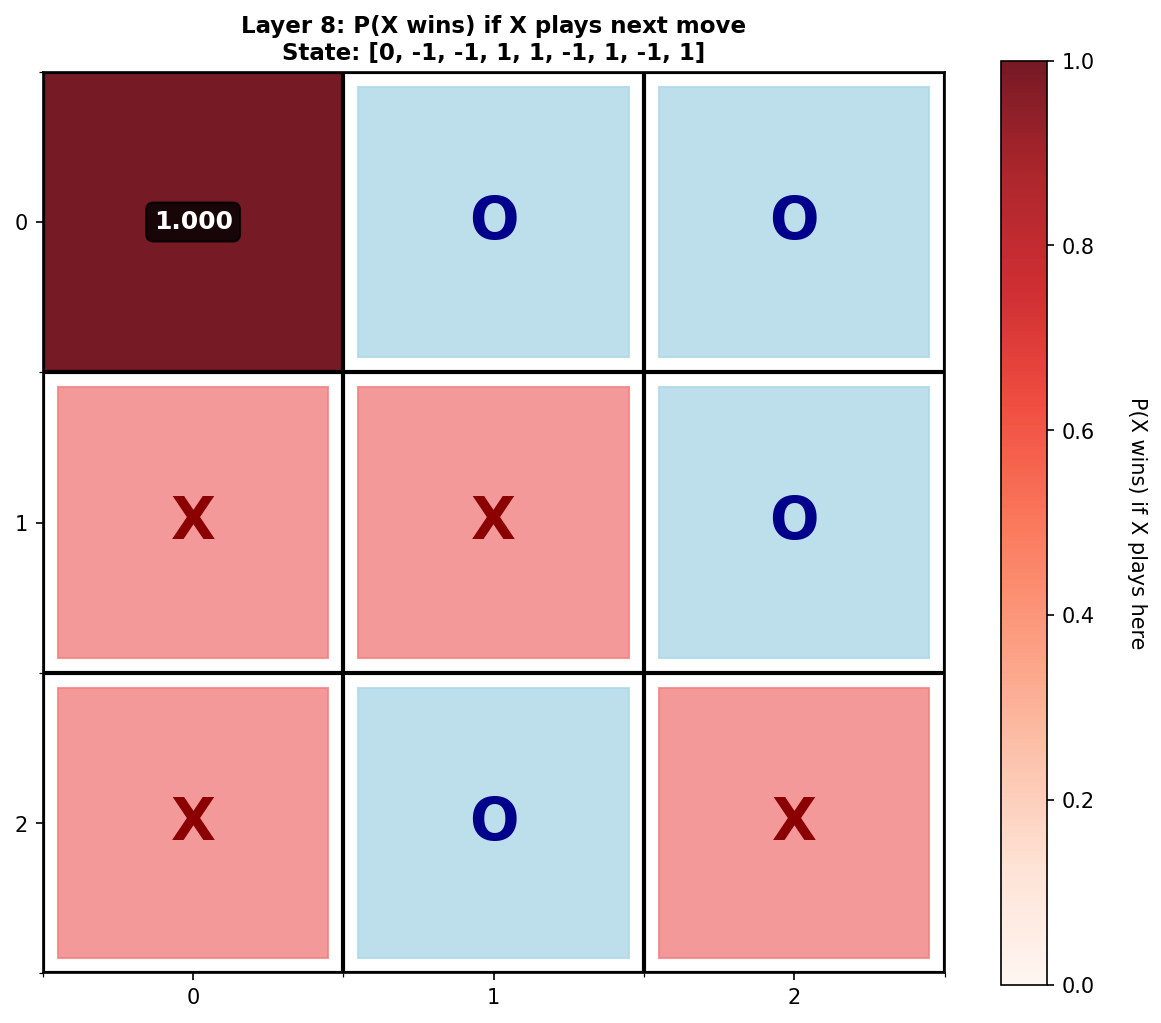 Layer 8: P(X wins) if X plays next move
State: [0, -1, -1, 1, 1, -1, 1, -1, 1]
1.000
O
O
X
X
O
X
O
X
0
1
2
0
1
2
1.0
0.8
0.6
0.4
0.2
0.0
P(X wins) if X plays here